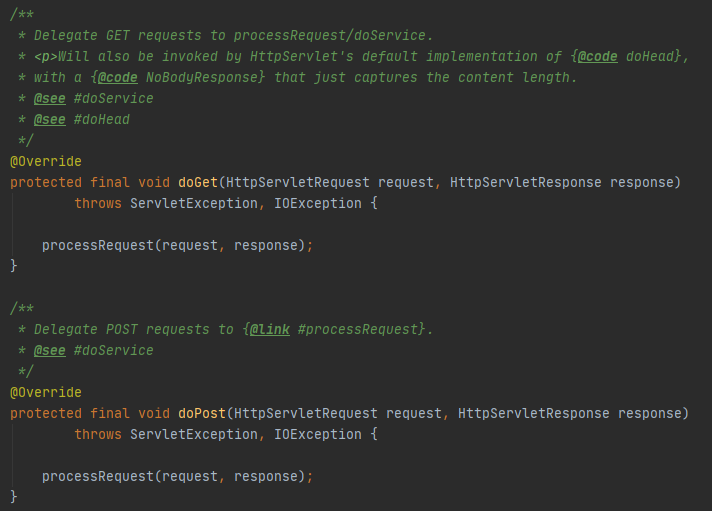 /**
 * Delegate GET requests to processRequest/doService.
 * <p>Will also be invoked by HttpServlet's default implementation of {@code doHead},
 * with a {@code NoBodyResponse} that just captures the content length.
 * @see #doService
 * @see #doHead
 */
@Override
protected final void doGet(HttpServletRequest request, HttpServletResponse response)
        throws ServletException, IOException {

    processRequest(request, response);
}

/**
 * Delegate POST requests to {@link #processRequest}.
 * @see #doService
 */
@Override
protected final void doPost(HttpServletRequest request, HttpServletResponse response)
        throws ServletException, IOException {

    processRequest(request, response);
}